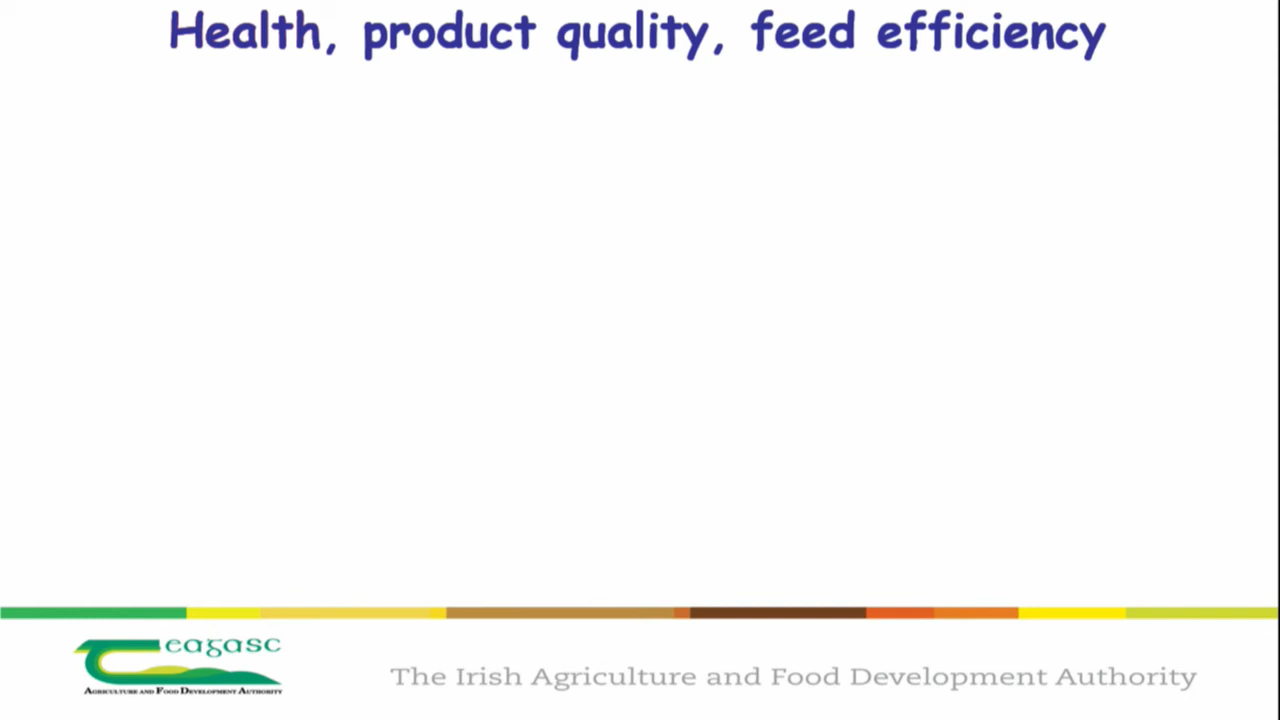 Health, product quality, feed efficiency
Teagasc
Agriculture and Food Development Authority
The Irish Agriculture and Food Development Authority